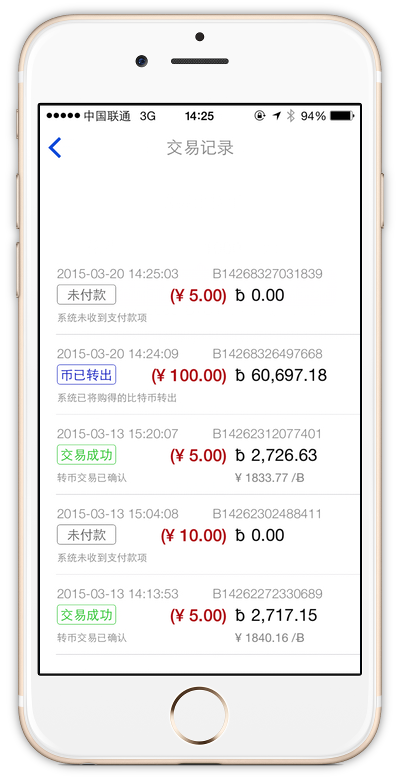 中国联通 3G 14:25 94%
交易记录
2015-03-20 14:25:03 B14268327031839
未付款 (¥ 5.00) ƀ 0.00
系统未收到支付款项
2015-03-20 14:24:09 B14268326497668
币已转出 (¥ 100.00) ƀ 60,697.18
系统已将购得的比特币转出
2015-03-13 15:20:07 B14262312077401
交易成功 (¥ 5.00) ƀ 2,726.63
转币交易已确认 ¥ 1833.77 /Ƀ
2015-03-13 15:04:08 B14262302488411
未付款 (¥ 10.00) ƀ 0.00
系统未收到支付款项
2015-03-13 14:13:53 B14262272330689
交易成功 (¥ 5.00) ƀ 2,717.15
转币交易已确认 ¥ 1840.16 /Ƀ